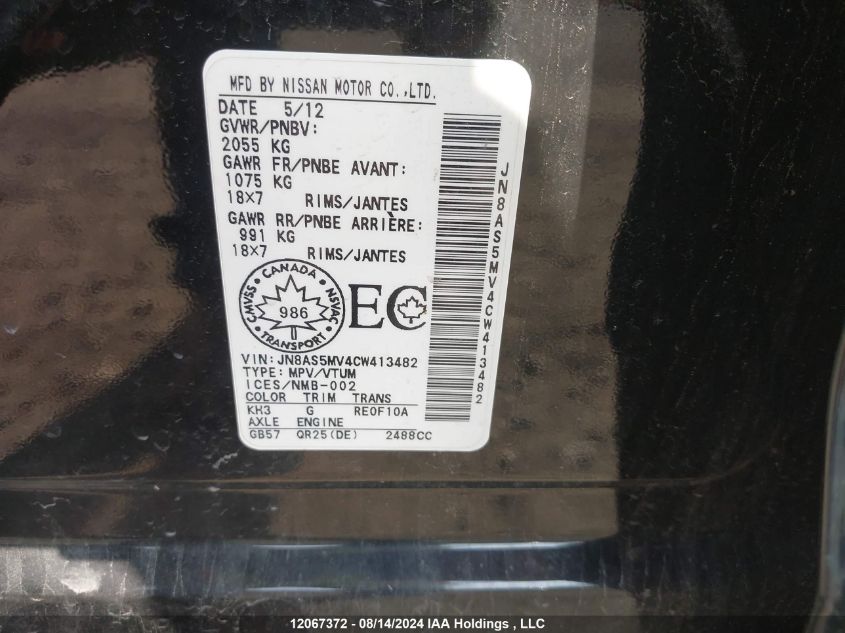 MFD BY NISSAN MOTOR CO.,LTD.
DATE 5/12
GVWR/PNBV:
2055 KG
GAWR FR/PNBE AVANT:
1075 KG
18×7 RIMS/JANTES
GAWR RR/PNBE ARRIÈRE:
991 KG
18×7 RIMS/JANTES
CANADA
CMVSS NSVAC
986
TRANSPORT
EC
VIN:JN8AS5MV4CW413482
TYPE: MPV/VTUM
ICES/NMB-002
COLOR TRIM TRANS
KH3 G RE0F10A
AXLE ENGINE
GB57 QR25(DE) 2488CC
JN8AS5MV4CW413482
12067372 - 08/14/2024 IAA Holdings , LLC